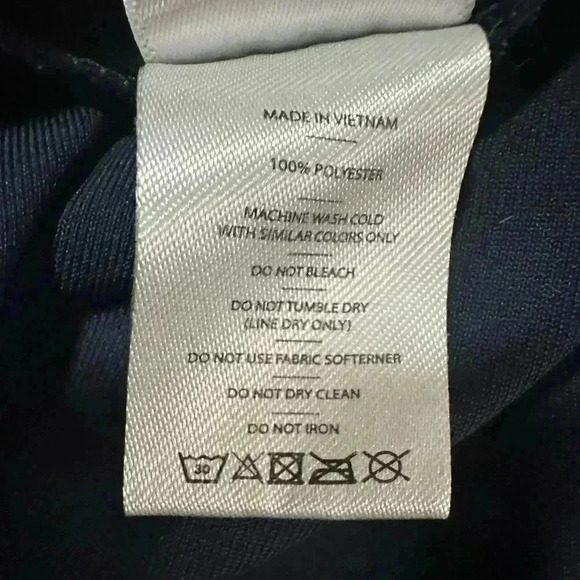 MADE IN VIETNAM
100% POLYESTER
MACHINE WASH COLD
WITH SIMILAR COLORS ONLY
DO NOT BLEACH
DO NOT TUMBLE DRY
(LINE DRY ONLY)
DO NOT USE FABRIC SOFTERNER
DO NOT DRY CLEAN
DO NOT IRON
30